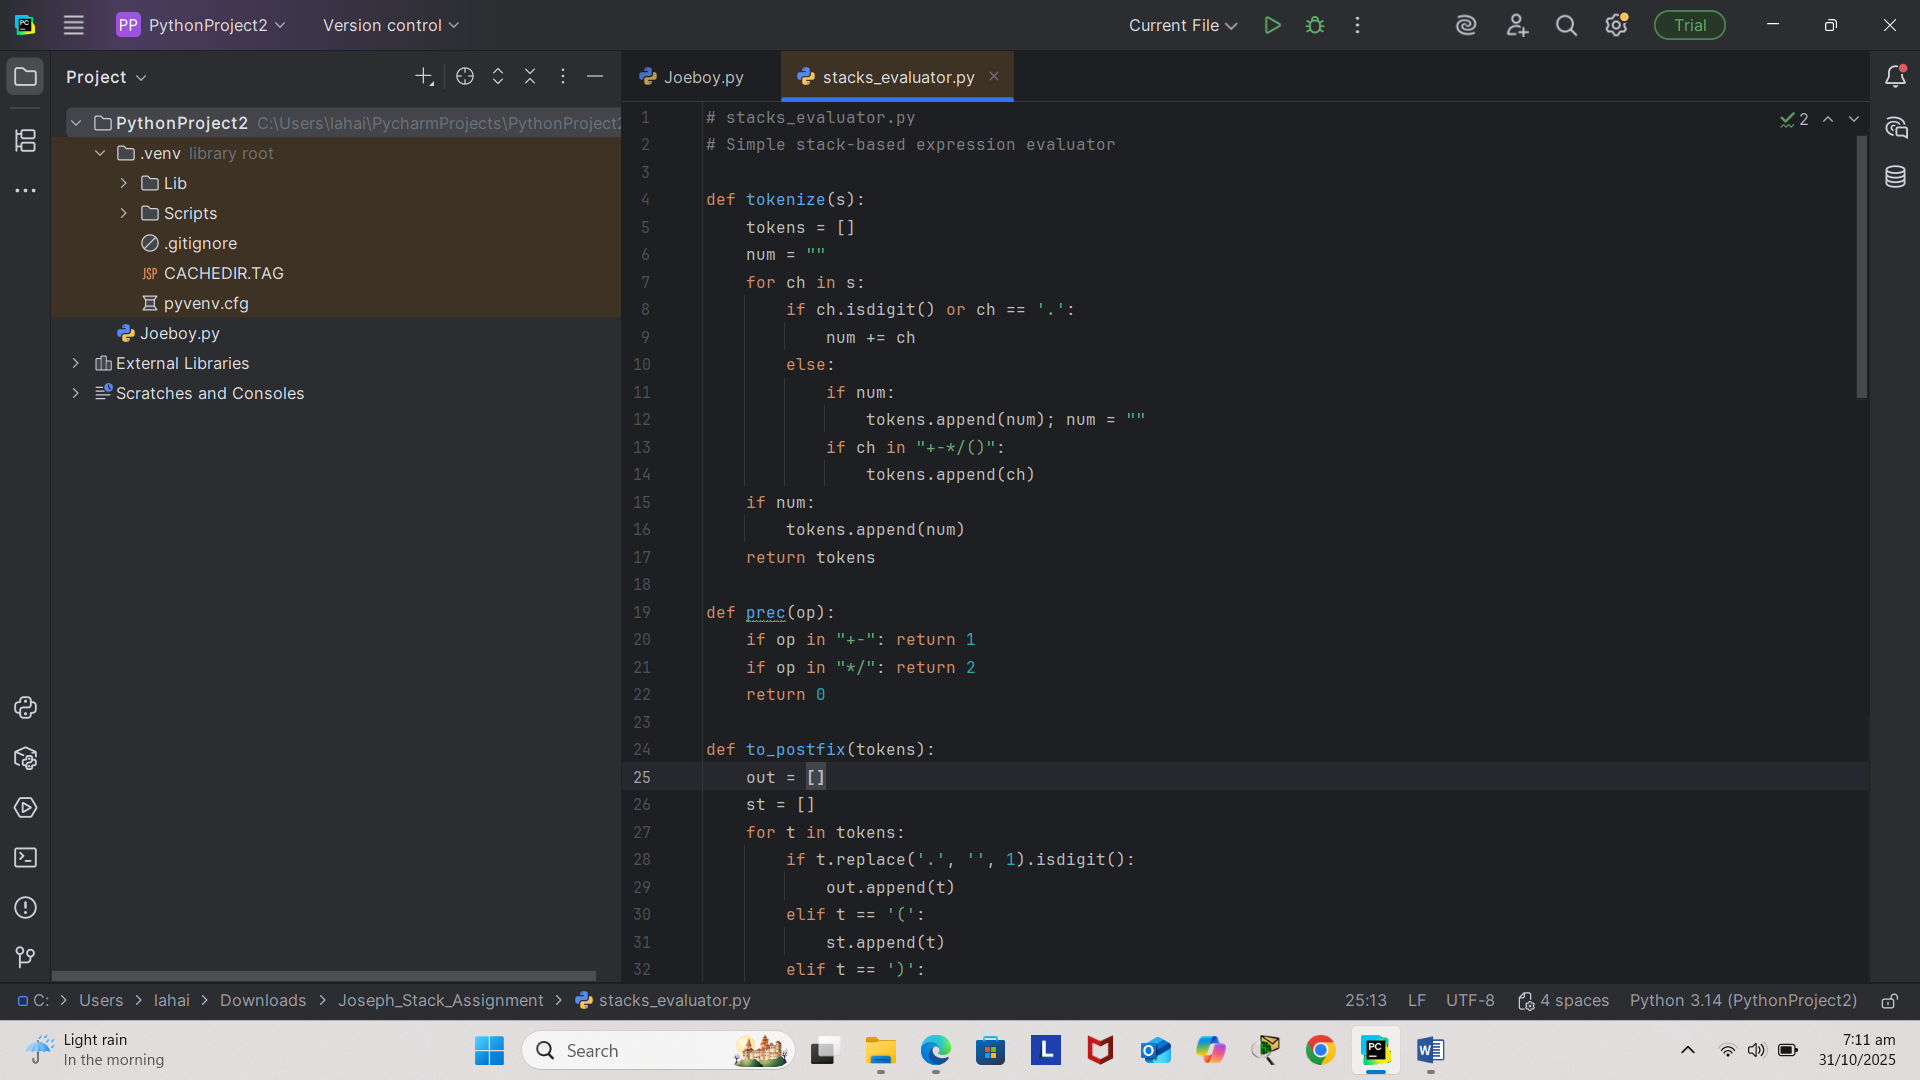 PC PP PythonProject2 Version control Current File Trial
Project
Joeboy.py stacks_evaluator.py
PythonProject2 C:\Users\lahai\PycharmProjects\PythonProject2
.venv library root
Lib
Scripts
.gitignore
JSP CACHEDIR.TAG
pyvenv.cfg
Joeboy.py
External Libraries
Scratches and Consoles
2
1 # stacks_evaluator.py
2 # Simple stack-based expression evaluator
3
4 def tokenize(s):
5     tokens = []
6     num = ""
7     for ch in s:
8         if ch.isdigit() or ch == '.':
9             num += ch
10         else:
11             if num:
12                 tokens.append(num); num = ""
13             if ch in "+-*/()":
14                 tokens.append(ch)
15     if num:
16         tokens.append(num)
17     return tokens
18
19 def prec(op):
20     if op in "+-": return 1
21     if op in "*/": return 2
22     return 0
23
24 def to_postfix(tokens):
25     out = []
26     st = []
27     for t in tokens:
28         if t.replace('.', '', 1).isdigit():
29             out.append(t)
30         elif t == '(':
31             st.append(t)
32         elif t == ')':
C: > Users > lahai > Downloads > Joseph_Stack_Assignment > stacks_evaluator.py 25:13 LF UTF-8 4 spaces Python 3.14 (PythonProject2)
Light rain
In the morning
Search
L
PC
W
7:11 am
31/10/2025